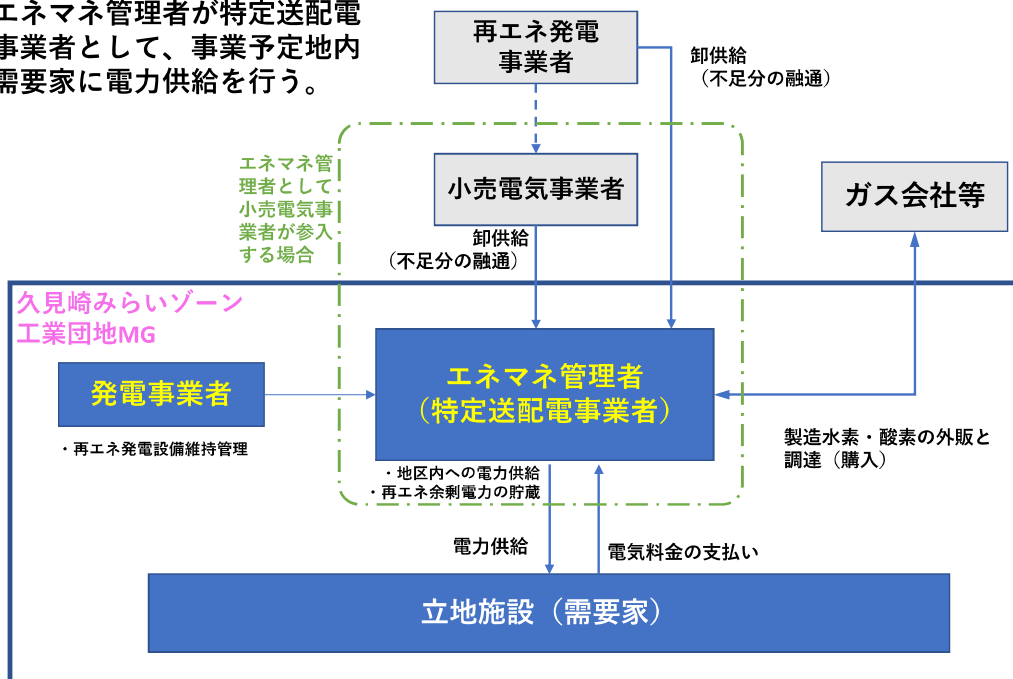 エネマネ管理者が特定送配電
事業者として、事業予定地内
需要家に電力供給を行う。
再エネ発電
事業者
卸供給
（不足分の融通）
エネマネ管
理者として
小売電気事
業者が参入
する場合
小売電気事業者
ガス会社等
卸供給
（不足分の融通）
久見崎みらいゾーン
工業団地MG
発電事業者
エネマネ管理者
（特定送配電事業者）
・再エネ発電設備維持管理
製造水素・酸素の外販と
調達（購入）
・地区内への電力供給
・再エネ余剰電力の貯蔵
電力供給
電気料金の支払い
立地施設（需要家）